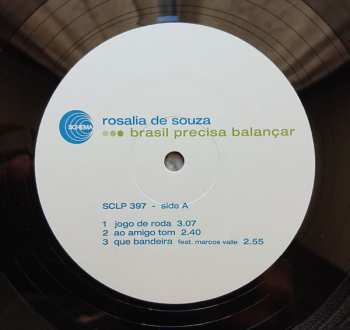 SCHEMA
rosalia de souza
brasil precisa balançar
SCLP 397 - side A
1 jogo de roda 3.07
2 ao amigo tom 2.40
3 que bandeira feat. marcos valle 2.55